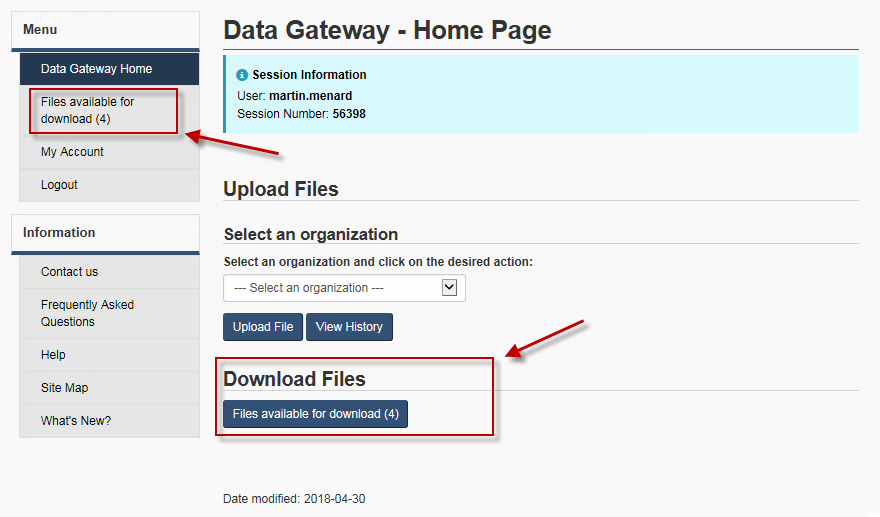 Menu
Data Gateway Home
Files available for
download (4)
My Account
Logout
Information
Contact us
Frequently Asked
Questions
Help
Site Map
What's New?
Data Gateway - Home Page
Session Information
User: martin.menard
Session Number: 56398
Upload Files
Select an organization
Select an organization and click on the desired action:
--- Select an organization ---
Upload File
View History
Download Files
Files available for download (4)
Date modified: 2018-04-30